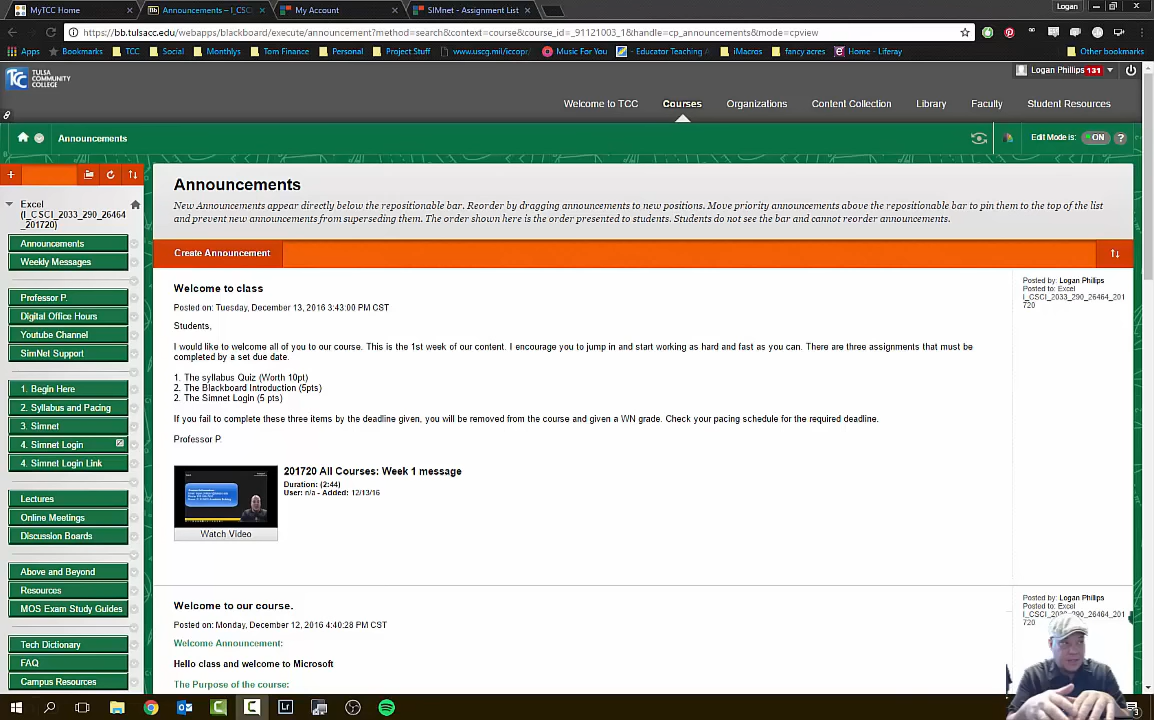 MyTCC Home
Announcements – I_CSC
My Account
SIMnet - Assignment List
Logan
https://bb.tulsacc.edu/webapps/blackboard/execute/announcement?method=search&context=course&course_id=_91121003_1&handle=cp_announcements&mode=cpview
Apps
Bookmarks
TCC
Social
Monthlys
Tom Finance
Personal
Project Stuff
www.uscg.mil/iccopr
Music For You
- Educator Teaching
iMacros
fancy acres
Home - Liferay
Other bookmarks
TCC TULSA
COMMUNITY
COLLEGE
Logan Phillips 131
Welcome to TCC
Courses
Organizations
Content Collection
Library
Faculty
Student Resources
Announcements
Edit Mode is: ON ?
Excel
(I_CSCI_2033_290_26464
_201720)
Announcements
Weekly Messages
Professor P.
Digital Office Hours
Youtube Channel
SimNet Support
1. Begin Here
2. Syllabus and Pacing
3. Simnet
4. Simnet Login
4. Simnet Login Link
Lectures
Online Meetings
Discussion Boards
Above and Beyond
Resources
MOS Exam Study Guides
Tech Dictionary
FAQ
Campus Resources
Announcements
New Announcements appear directly below the repositionable bar. Reorder by dragging announcements to new positions. Move priority announcements above the repositionable bar to pin them to the top of the list
and prevent new announcements from superseding them. The order shown here is the order presented to students. Students do not see the bar and cannot reorder announcements.
Create Announcement
Welcome to class
Posted on: Tuesday, December 13, 2016 3:43:00 PM CST
Students,
I would like to welcome all of you to our course. This is the 1st week of our content. I encourage you to jump in and start working as hard and fast as you can. There are three assignments that must be
completed by a set due date.
1. The syllabus Quiz (Worth 10pt)
2. The Blackboard Introduction (5pts)
2. The Simnet Login (5 pts)
If you fail to complete these three items by the deadline given, you will be removed from the course and given a WN grade. Check your pacing schedule for the required deadline.
Professor P.
201720 All Courses: Week 1 message
Duration: (2:44)
User: n/a - Added: 12/13/16
Watch Video
Posted by: Logan Phillips
Posted to: Excel
I_CSCI_2033_290_26464_201
720
Welcome to our course.
Posted on: Monday, December 12, 2016 4:40:28 PM CST
Welcome Announcement:
Hello class and welcome to Microsoft
The Purpose of the course:
Posted by: Logan Phillips
Posted to: Excel
I_CSCI_2033_290_26464_201
720